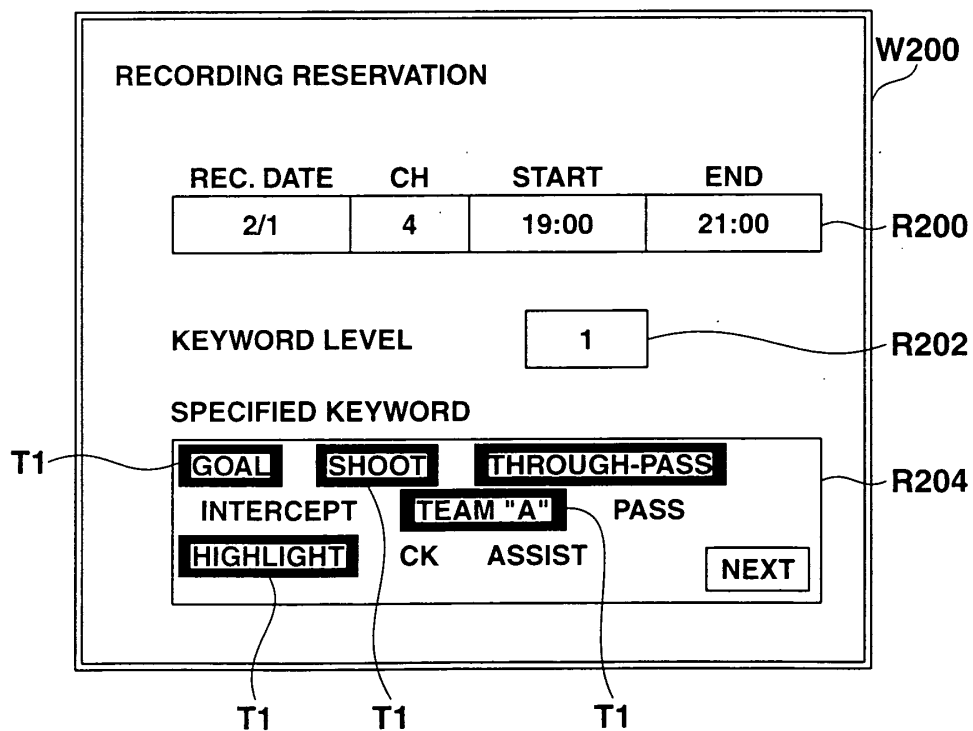 W200
RECORDING RESERVATION
REC. DATE CH START END
2/1 4 19:00 21:00 R200
KEYWORD LEVEL 1 R202
SPECIFIED KEYWORD
T1 GOAL SHOOT THROUGH-PASS R204
INTERCEPT TEAM "A" PASS
HIGHLIGHT CK ASSIST NEXT
T1 T1 T1